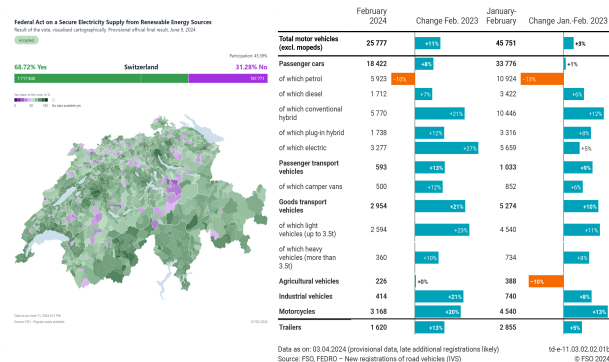 Federal Act on a Secure Electricity Supply from Renewable Energy Sources
Result of the vote, visualised cartographically. Provisional official final result, June 9, 2024
Accepted
Participation: 45.39%
68.72% Yes Switzerland 31.28% No
February 2024 Change Feb. 2023 January-February Change Jan.-Feb. 2023
Total motor vehicles (excl. mopeds) 25 777 +11% 45 751 +3%
Passenger cars 18 422 +8% 33 776 +1%
of which petrol 5 923 -10% 10 924 -13%
of which diesel 1 712 +7% 3 422 +6%
of which conventional hybrid 5 770 +21% 10 446 +12%
of which plug-in hybrid 1 738 +12% 3 316 +8%
of which electric 3 277 +27% 5 659 +5%
Passenger transport vehicles 593 +13% 1 033 +9%
of which camper vans 500 +12% 852 +6%
Goods transport vehicles 2 954 +21% 5 274 +10%
of which light vehicles (up to 3.5t) 2 594 +23% 4 540 +11%
of which heavy vehicles (more than 3.5t) 360 +10% 734 +8%
Agricultural vehicles 226 +0% 388 -10%
Industrial vehicles 414 +21% 740 +8%
Motorcycles 3 168 +20% 4 540 +13%
Trailers 1 620 +13% 2 855 +5%
Data as on: 03.04.2024 (provisional data, late additional registrations likely) td-e-11.03.02.02.01b
Source: FSO, FEDRO – New registrations of road vehicles (IVS) © FSO 2024